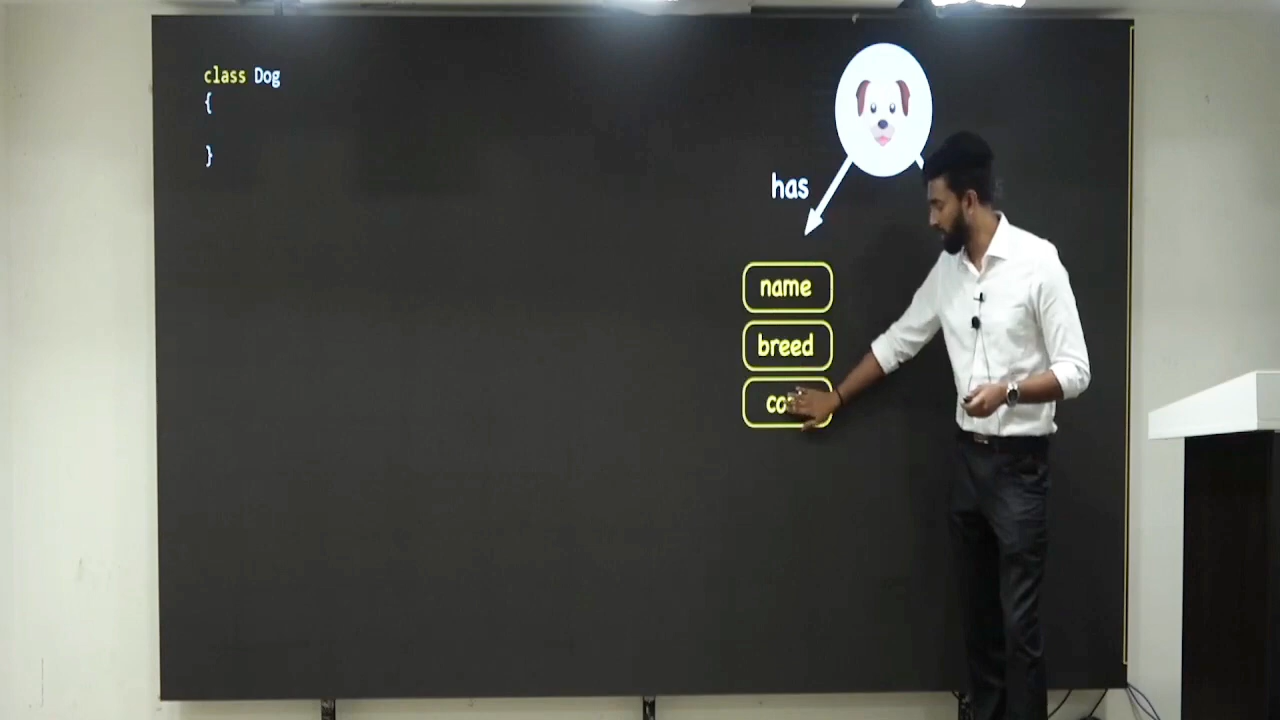 class Dog
{
}
has
name
breed